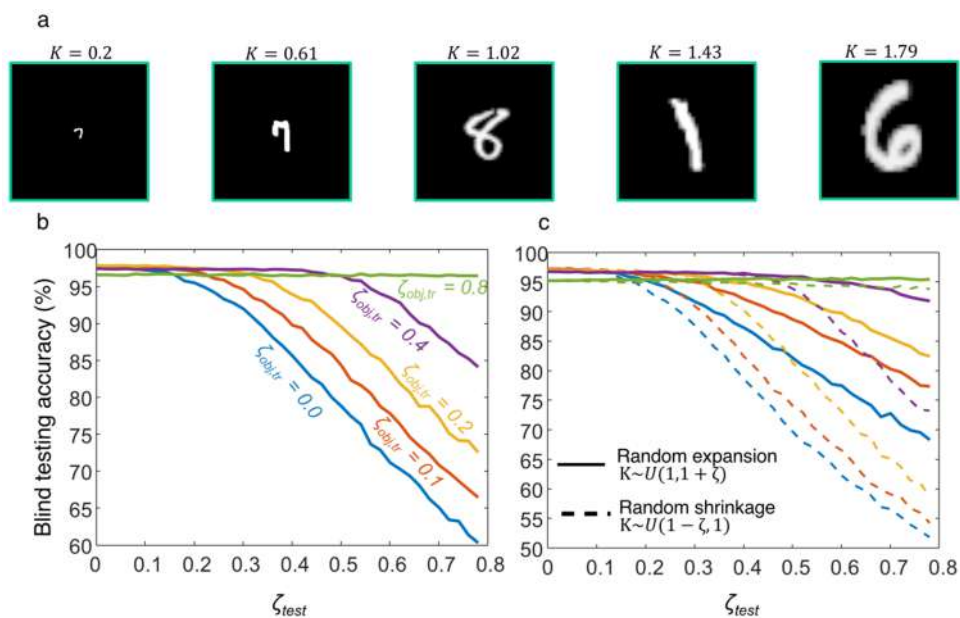 a
K = 0.2
K = 0.61
K = 1.02
K = 1.43
K = 1.79
b
Blind testing accuracy (%)
100
95
90
85
80
75
70
65
60
0 0.1 0.2 0.3 0.4 0.5 0.6 0.7 0.8
ζtest
ζobj,tr = 0.8
ζobj,tr = 0.4
ζobj,tr = 0.2
ζobj,tr = 0.1
ζobj,tr = 0.0
c
100
95
90
85
80
75
70
65
60
55
50
0 0.1 0.2 0.3 0.4 0.5 0.6 0.7 0.8
ζtest
Random expansion
K~U(1,1 + ζ)
Random shrinkage
K~U(1 − ζ, 1)